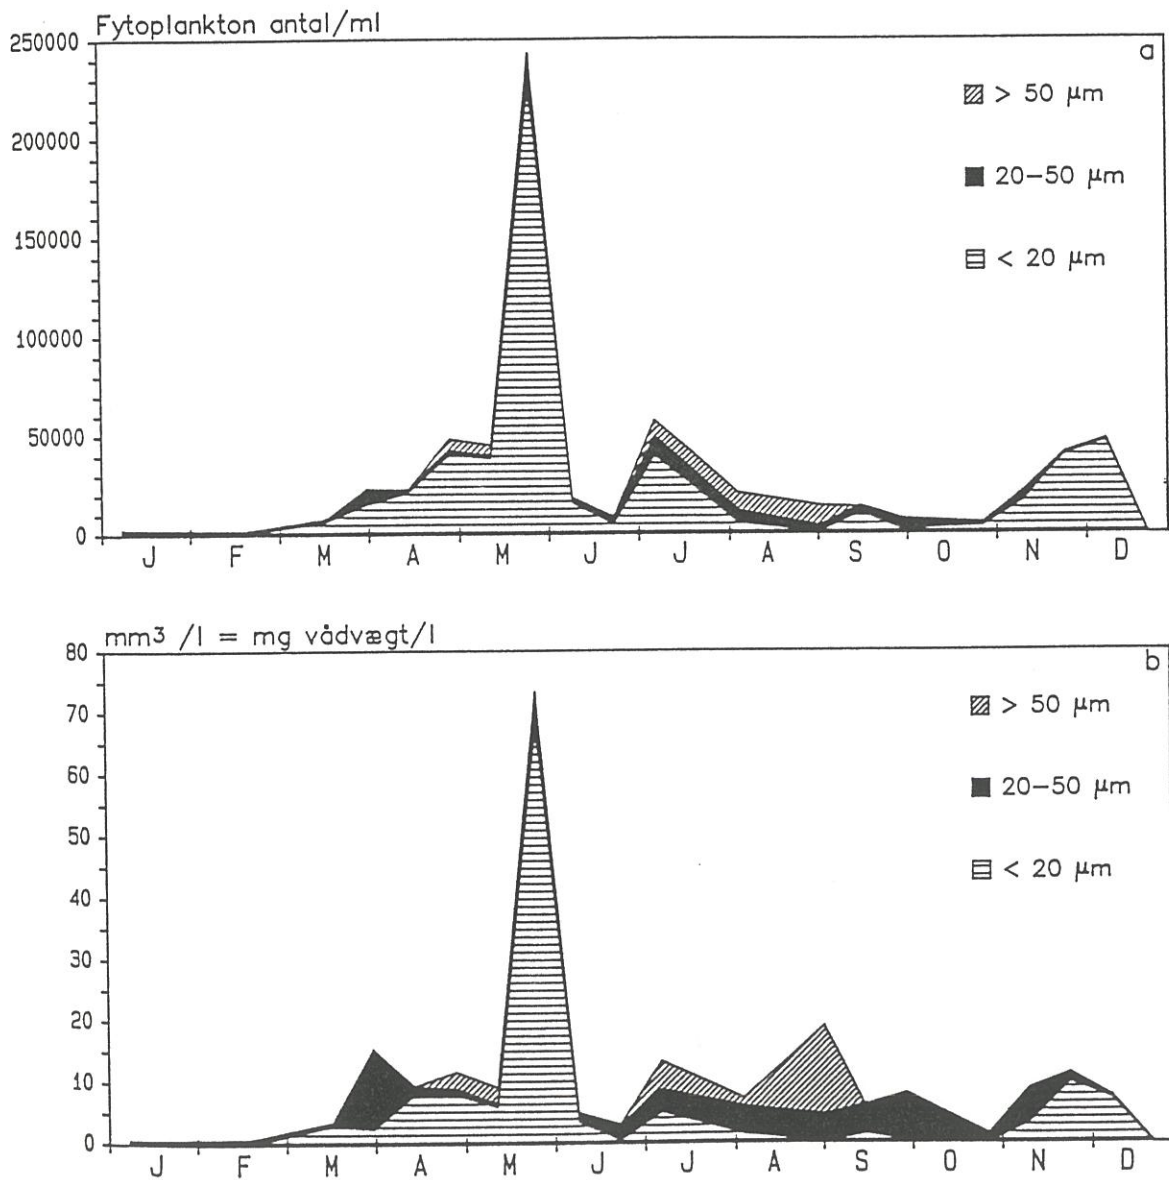 Fytoplankton antal/ml
a
250000
200000
150000
100000
50000
0
> 50 µm
20-50 µm
< 20 µm
J F M A M J J A S O N D
mm3 /l = mg vådvægt/l
b
80
70
60
50
40
30
20
10
0
> 50 µm
20-50 µm
< 20 µm
J F M A M J J A S O N D